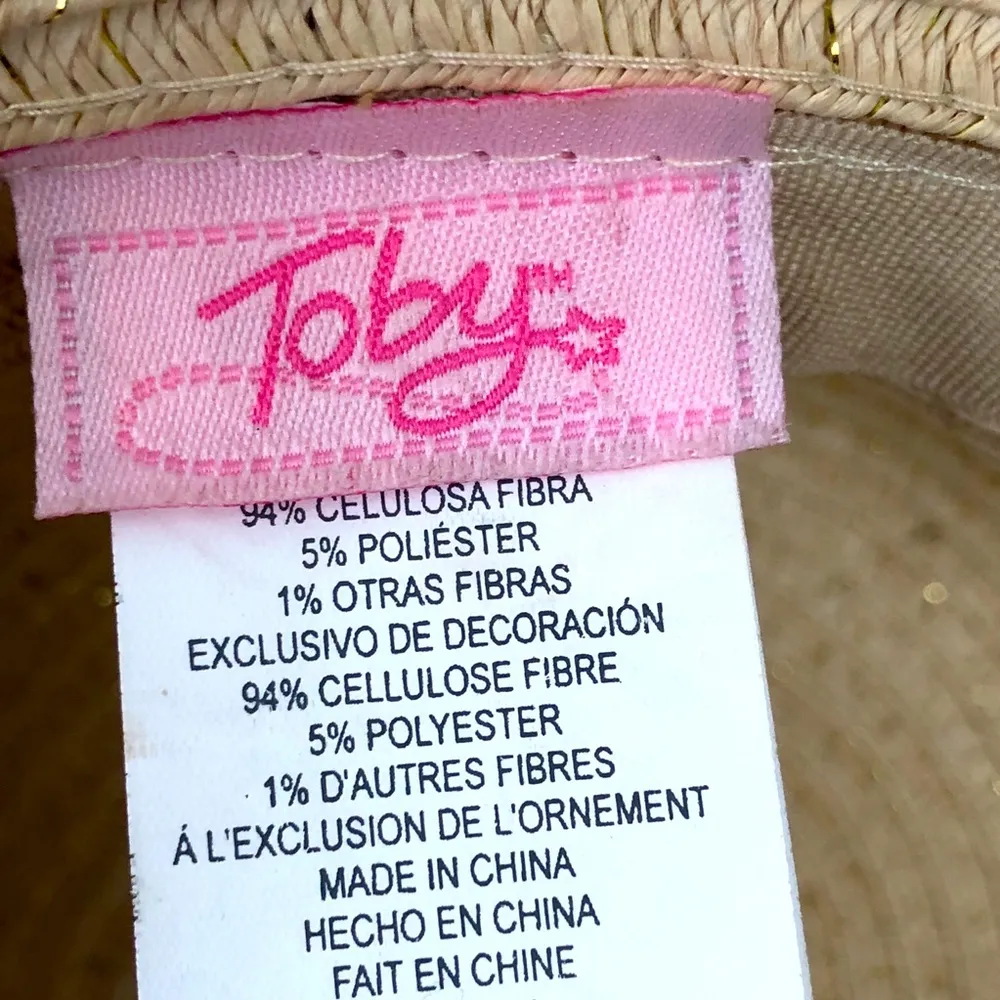 Toby™
94% CELULOSA FIBRA
5% POLIÉSTER
1% OTRAS FIBRAS
EXCLUSIVO DE DECORACIÓN
94% CELLULOSE FIBRE
5% POLYESTER
1% D'AUTRES FIBRES
Á L'EXCLUSION DE L'ORNEMENT
MADE IN CHINA
HECHO EN CHINA
FAIT EN CHINE